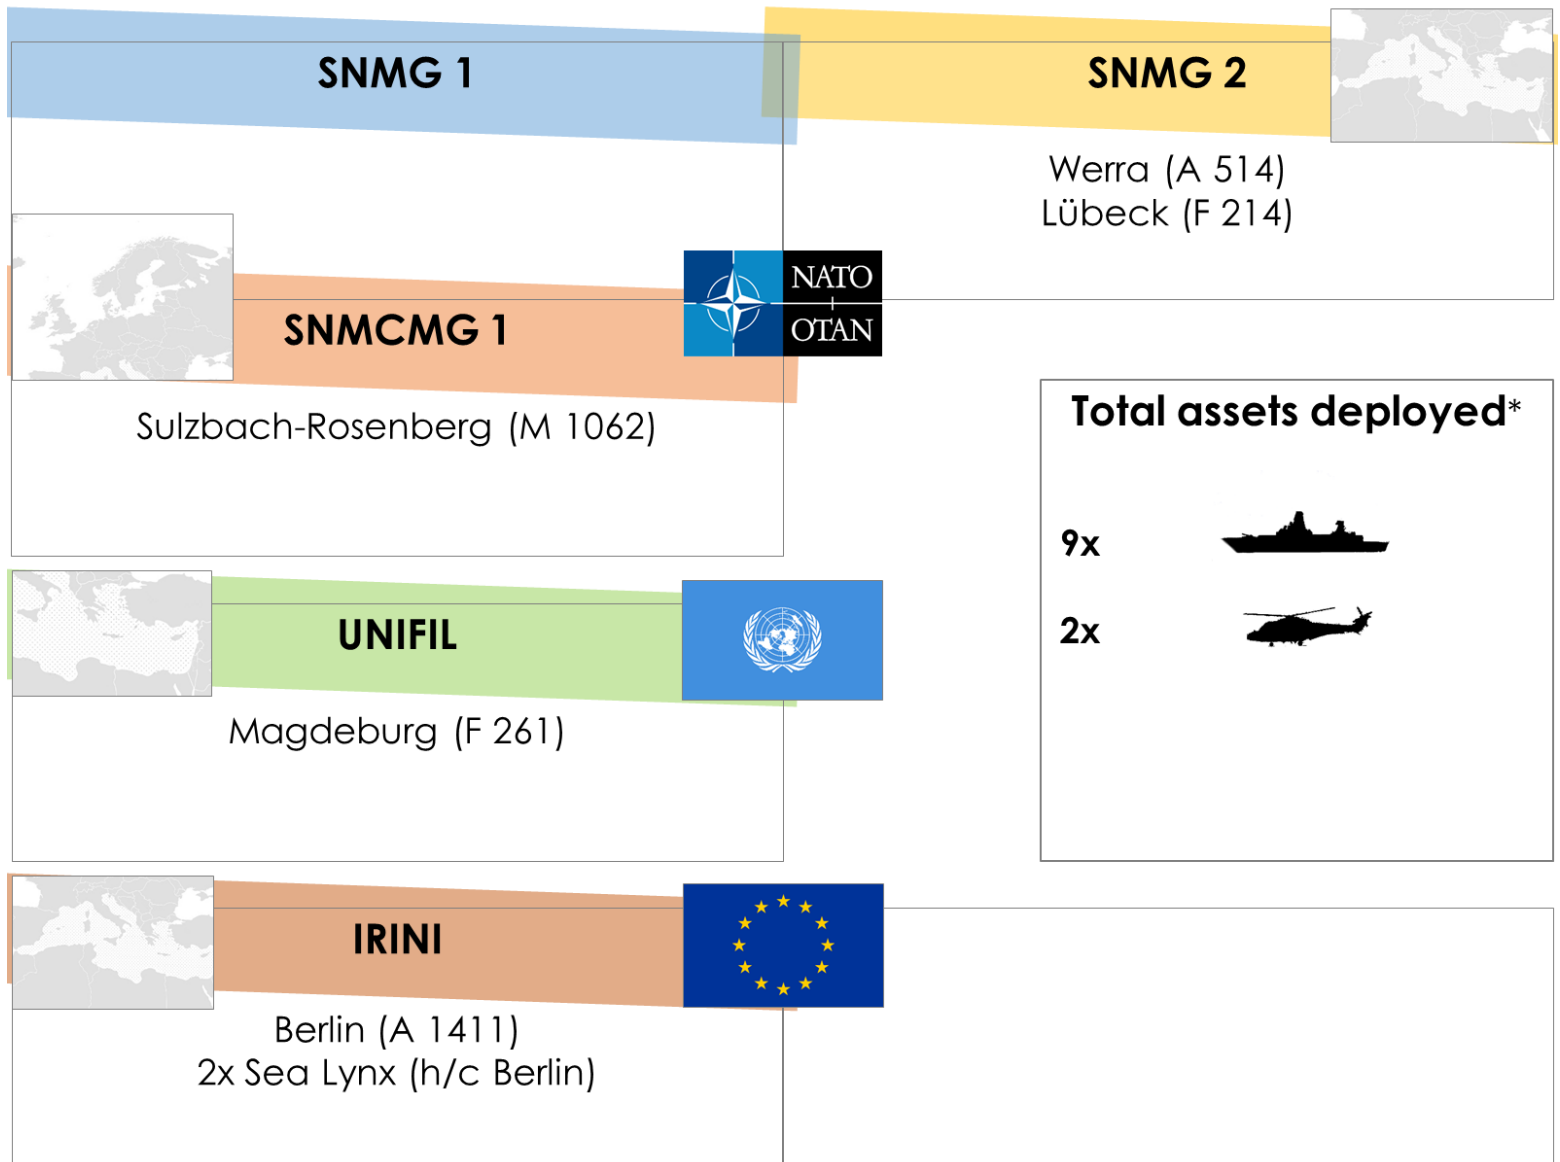 SNMG 1
SNMG 2
Werra (A 514)
Lübeck (F 214)
NATO
OTAN
SNMCMG 1
Sulzbach-Rosenberg (M 1062)
Total assets deployed*
9x
2x
UNIFIL
Magdeburg (F 261)
IRINI
Berlin (A 1411)
2x Sea Lynx (h/c Berlin)